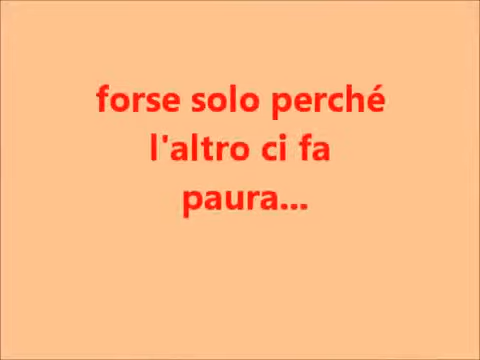 forse solo perché
l'altro ci fa
paura...